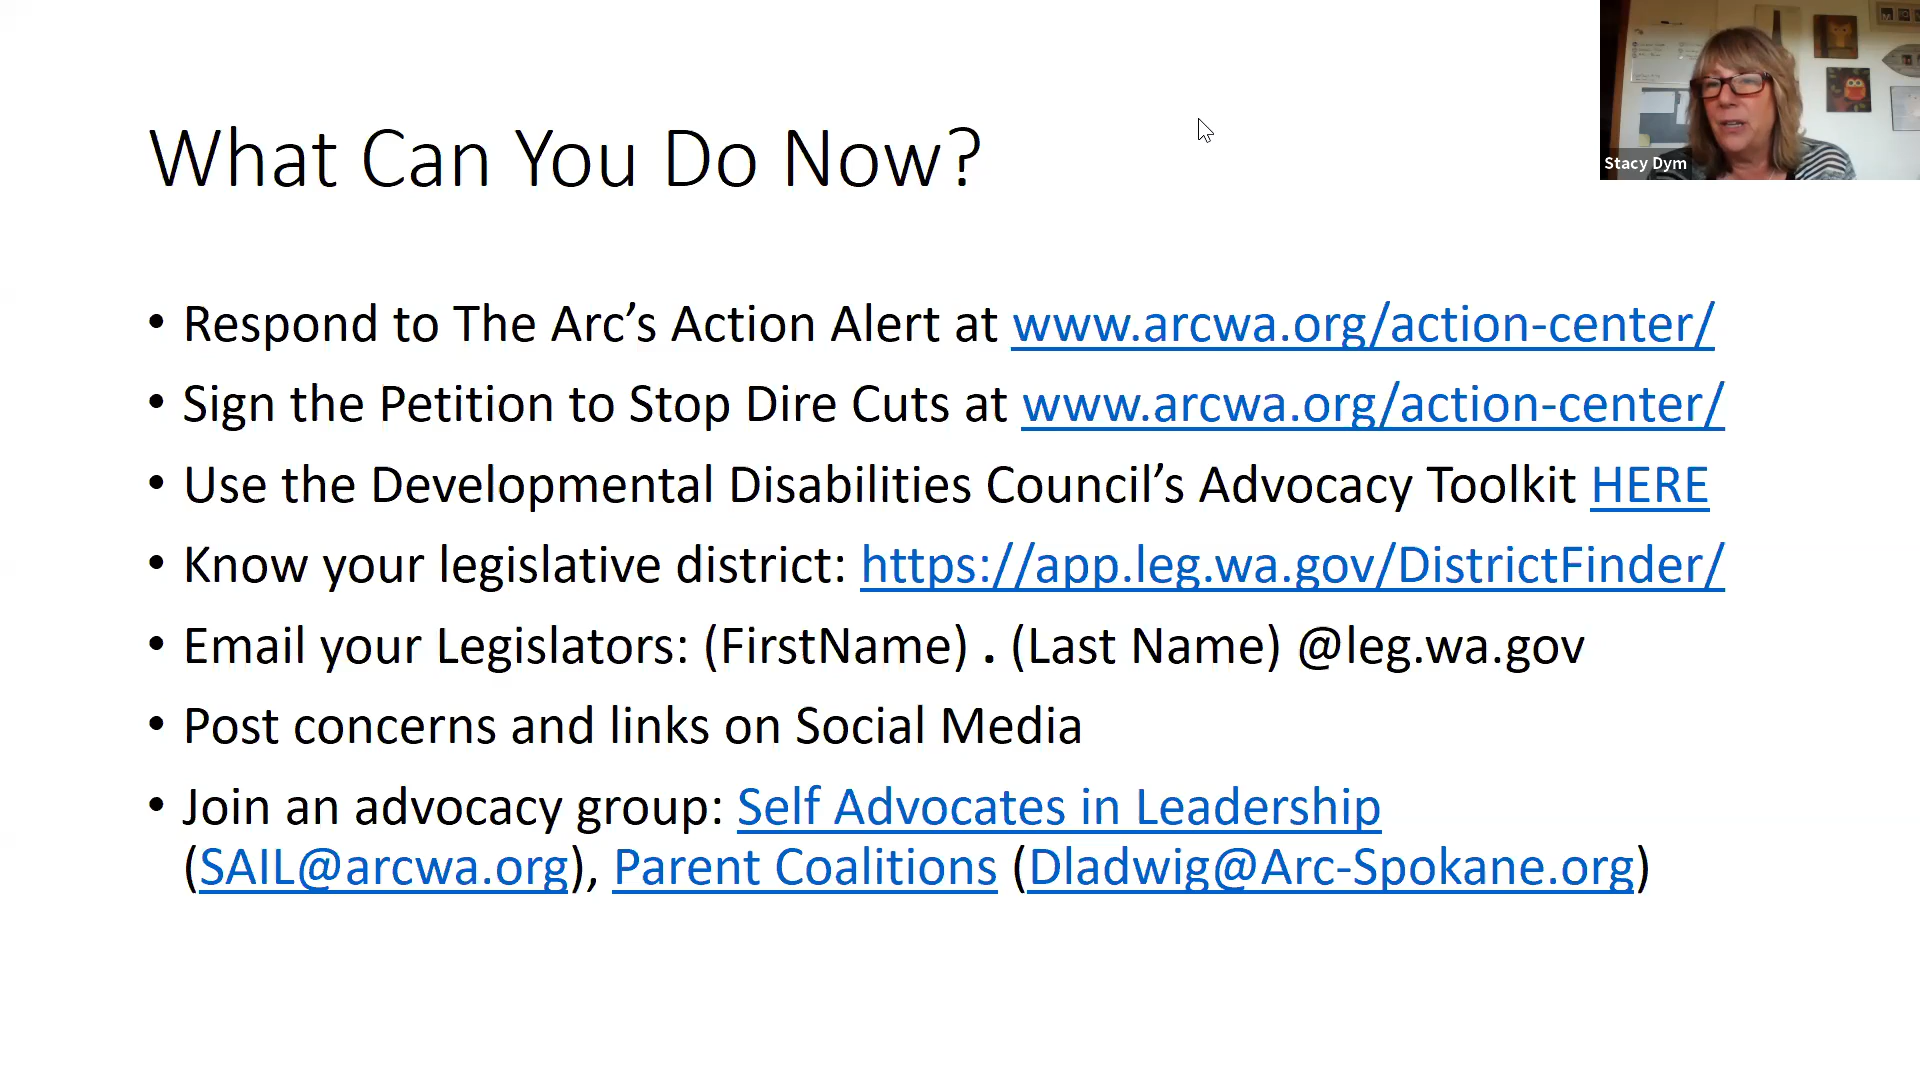 What Can You Do Now?
Stacy Dym
• Respond to The Arc’s Action Alert at www.arcwa.org/action-center/
• Sign the Petition to Stop Dire Cuts at www.arcwa.org/action-center/
• Use the Developmental Disabilities Council’s Advocacy Toolkit HERE
• Know your legislative district: https://app.leg.wa.gov/DistrictFinder/
• Email your Legislators: (FirstName) . (Last Name) @leg.wa.gov
• Post concerns and links on Social Media
• Join an advocacy group: Self Advocates in Leadership
(SAIL@arcwa.org), Parent Coalitions (Dladwig@Arc-Spokane.org)